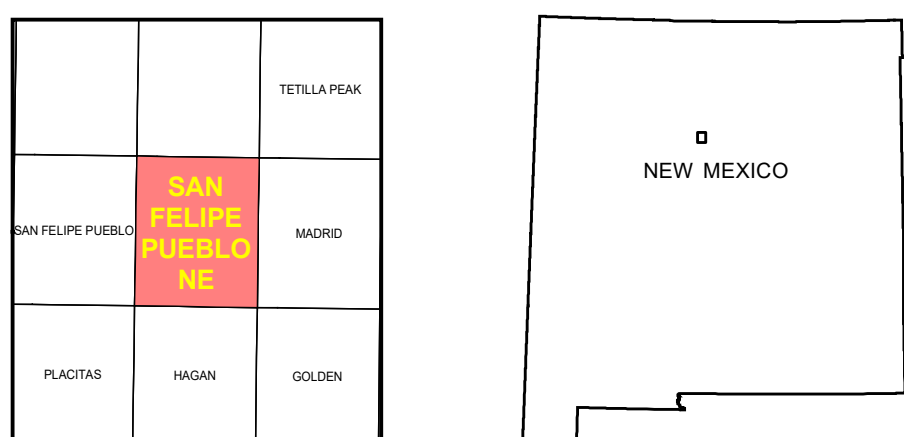 TETILLA PEAK
SAN FELIPE PUEBLO
SAN
FELIPE
PUEBLO
NE
MADRID
PLACITAS
HAGAN
GOLDEN
NEW MEXICO